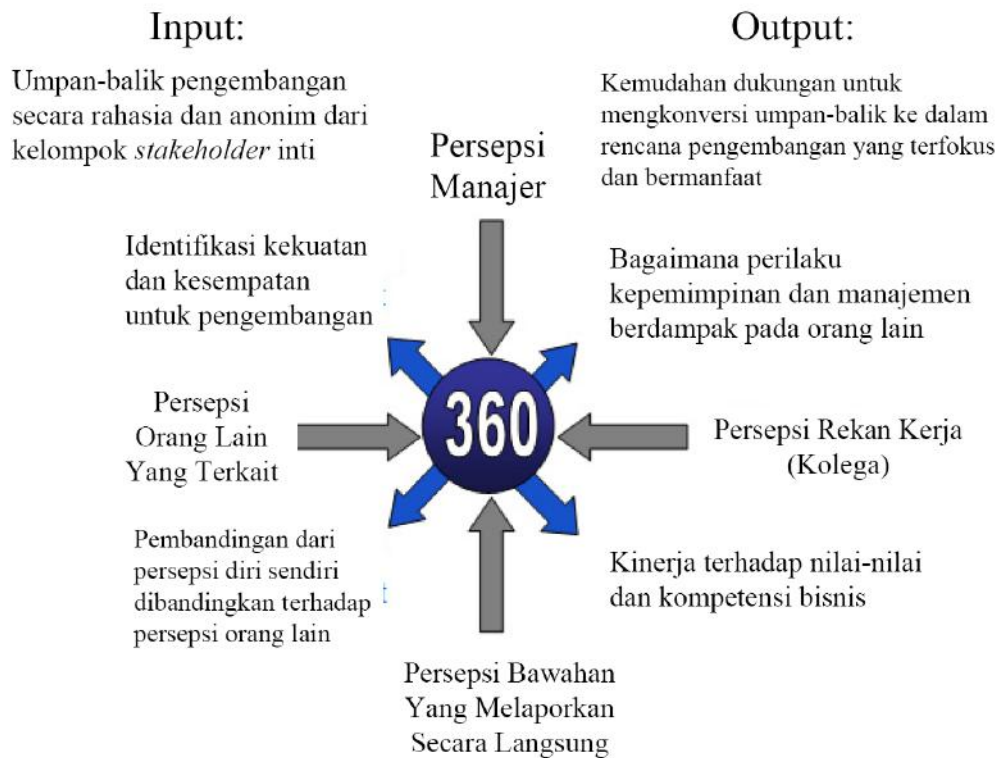 Input:
Umpan-balik pengembangan
secara rahasia dan anonim dari
kelompok stakeholder inti
Output:
Kemudahan dukungan untuk
mengkonversi umpan-balik ke dalam
rencana pengembangan yang terfokus
dan bermanfaat
Persepsi
Manajer
Identifikasi kekuatan
dan kesempatan
untuk pengembangan
Bagaimana perilaku
kepemimpinan dan manajemen
berdampak pada orang lain
Persepsi
Orang Lain
Yang Terkait
360
Persepsi Rekan Kerja
(Kolega)
Pembandingan dari
persepsi diri sendiri
dibandingkan terhadap
persepsi orang lain
Kinerja terhadap nilai-nilai
dan kompetensi bisnis
Persepsi Bawahan
Yang Melaporkan
Secara Langsung